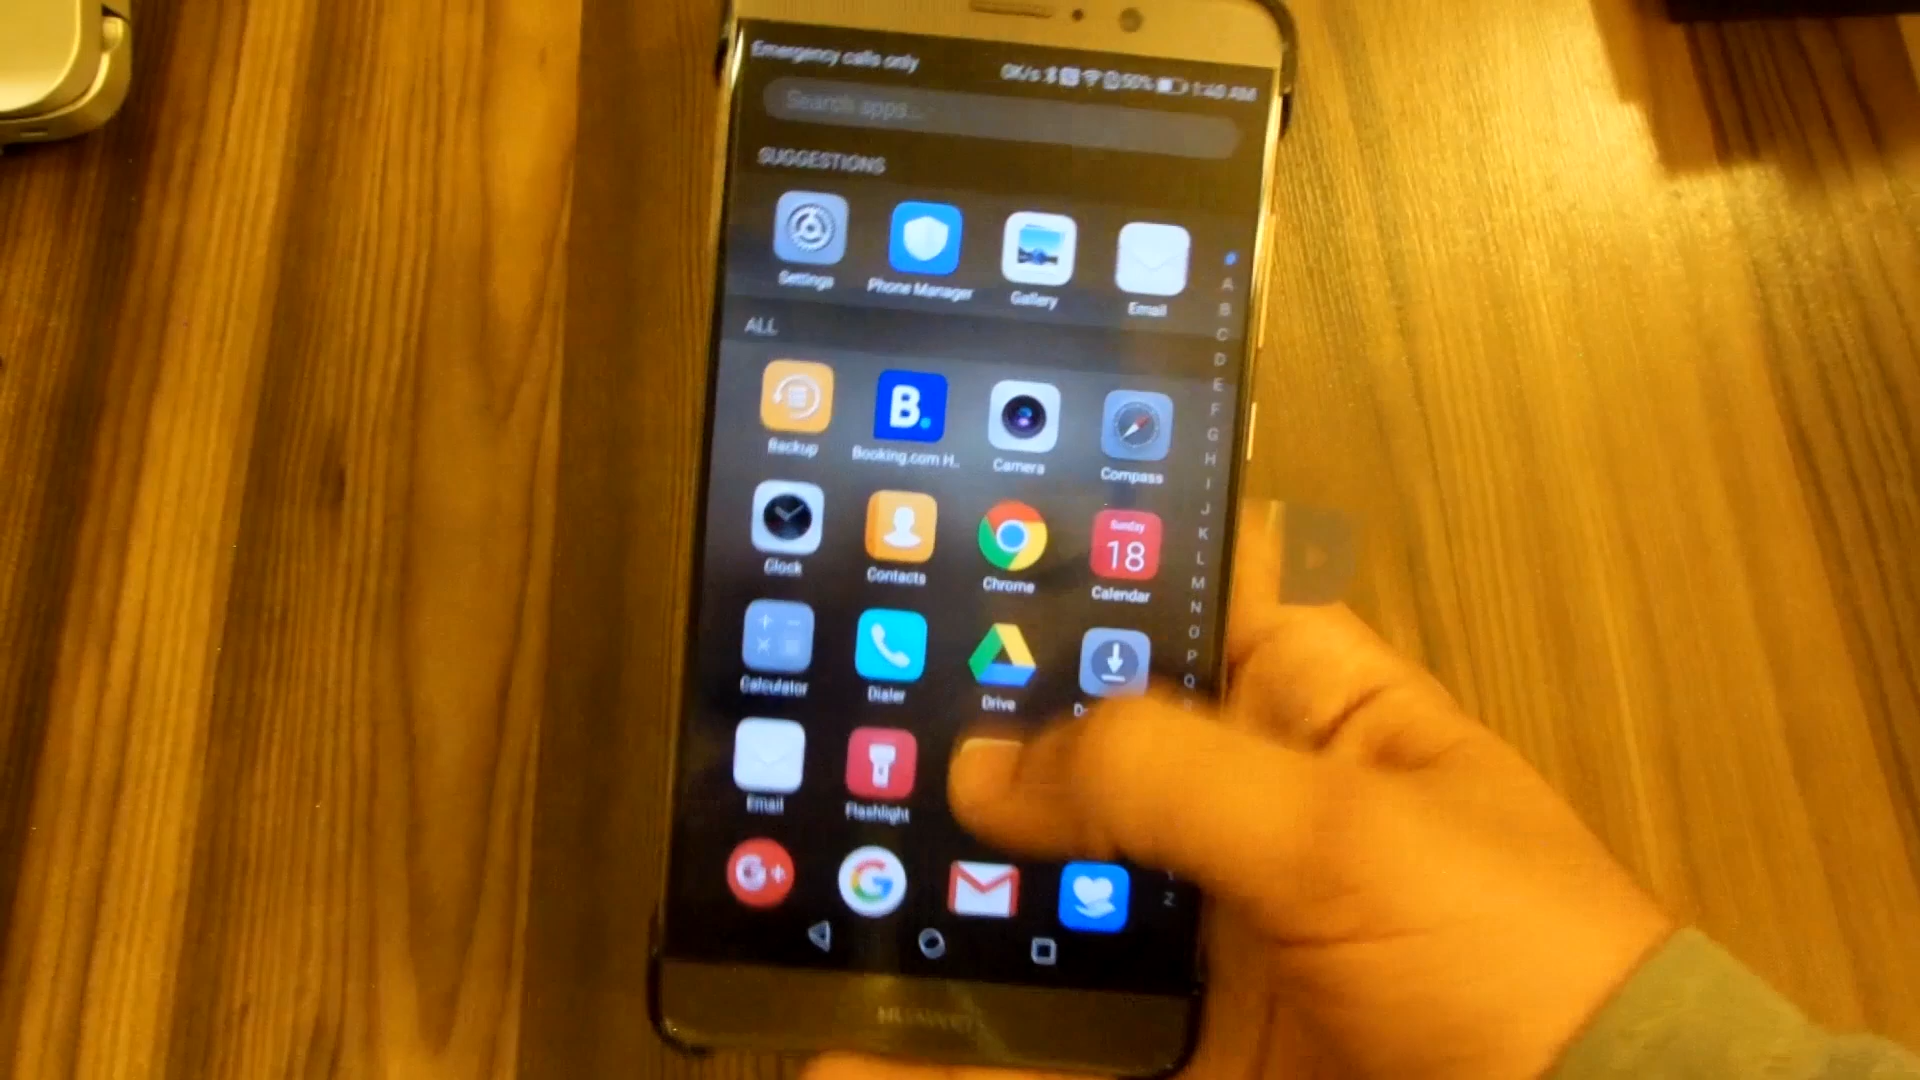 Emergency calls only 0K/s 50% 1:40 AM
Search apps...
SUGGESTIONS
Settings Phone Manager Gallery Email
ALL
Backup Booking.com H.. Camera Compass
B.
Clock Contacts Chrome Calendar
Sunday
18
Calculator Dialer Drive D
Email Flashlight
G+ G
#
A
B
C
D
E
F
G
H
I
J
K
L
M
N
O
P
Q
Z
HUAWEI